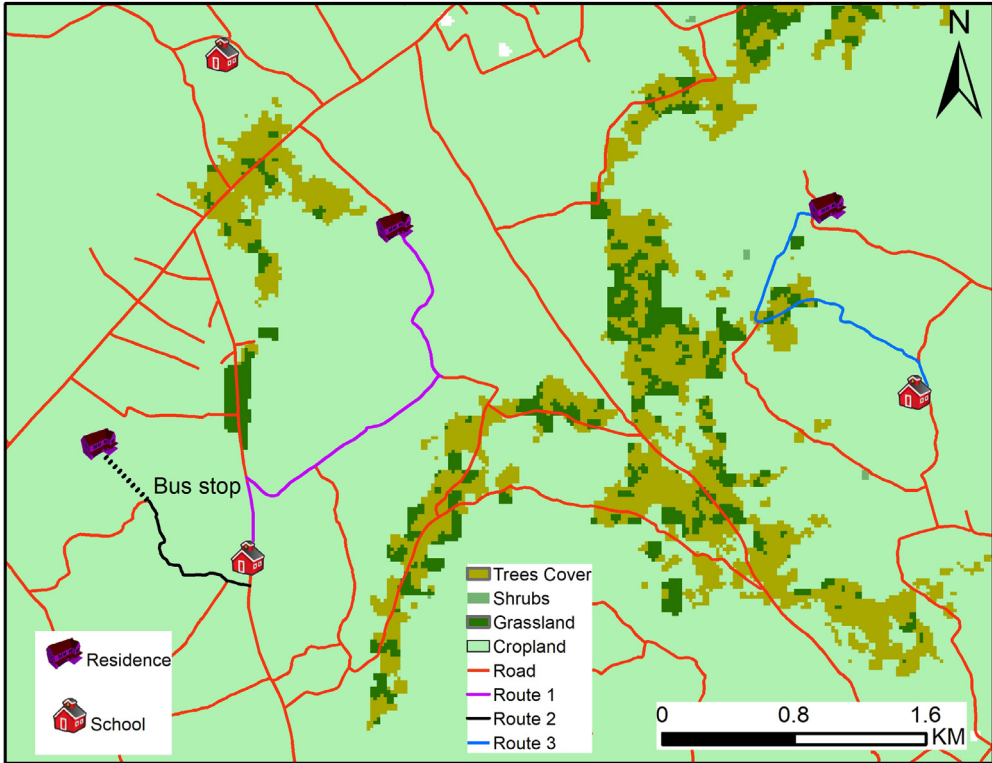 N
Bus stop
Trees Cover
Shrubs
Grassland
Cropland
Road
Route 1
Route 2
Route 3
Residence
School
0 0.8 1.6
KM